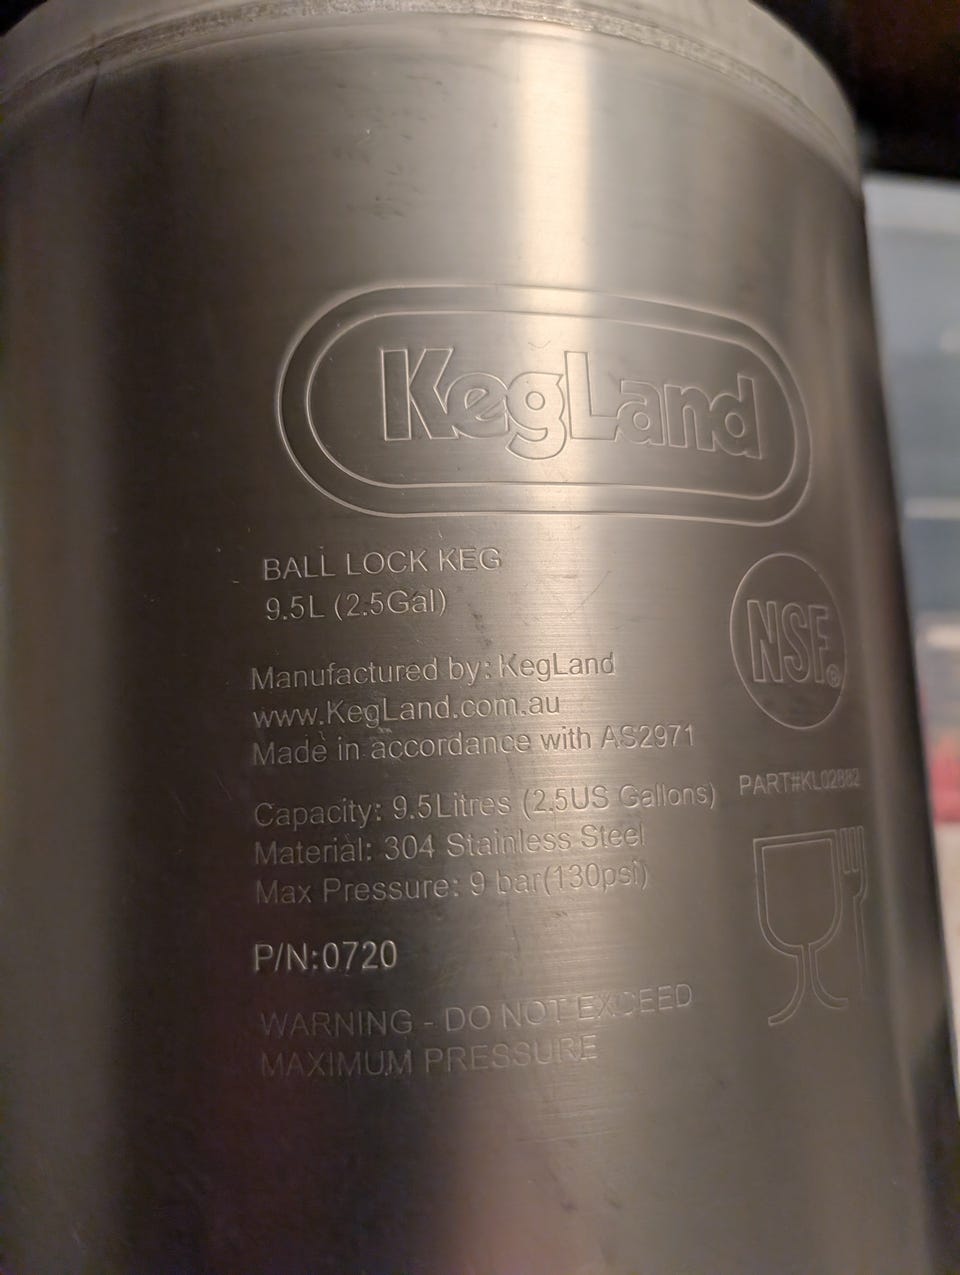 KegLand
BALL LOCK KEG
9.5L (2.5Gal)
NSF®
Manufactured by: KegLand
www.KegLand.com.au
Made in accordance with AS2971
PART#KL02882
Capacity: 9.5Litres (2.5US Gallons)
Material: 304 Stainless Steel
Max Pressure: 9 bar(130psi)
P/N:0720
WARNING - DO NOT EXCEED
MAXIMUM PRESSURE